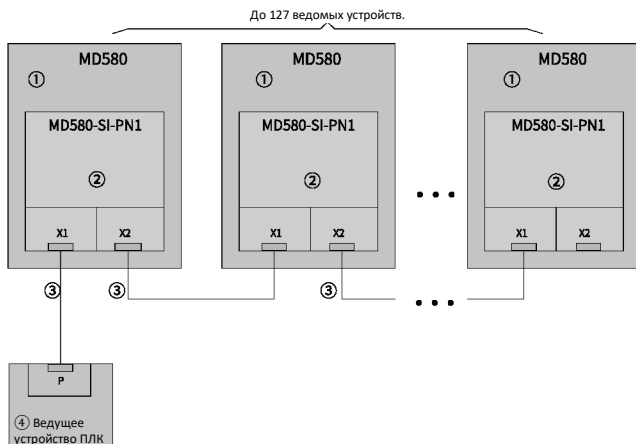 До 127 ведомых устройств.
MD580 MD580 MD580
① ① ①
MD580-SI-PN1 MD580-SI-PN1 MD580-SI-PN1
② ② ②
X1 X2 X1 X2 X1 X2
③ ③ ③
P
④ Ведущее
устройство ПЛК